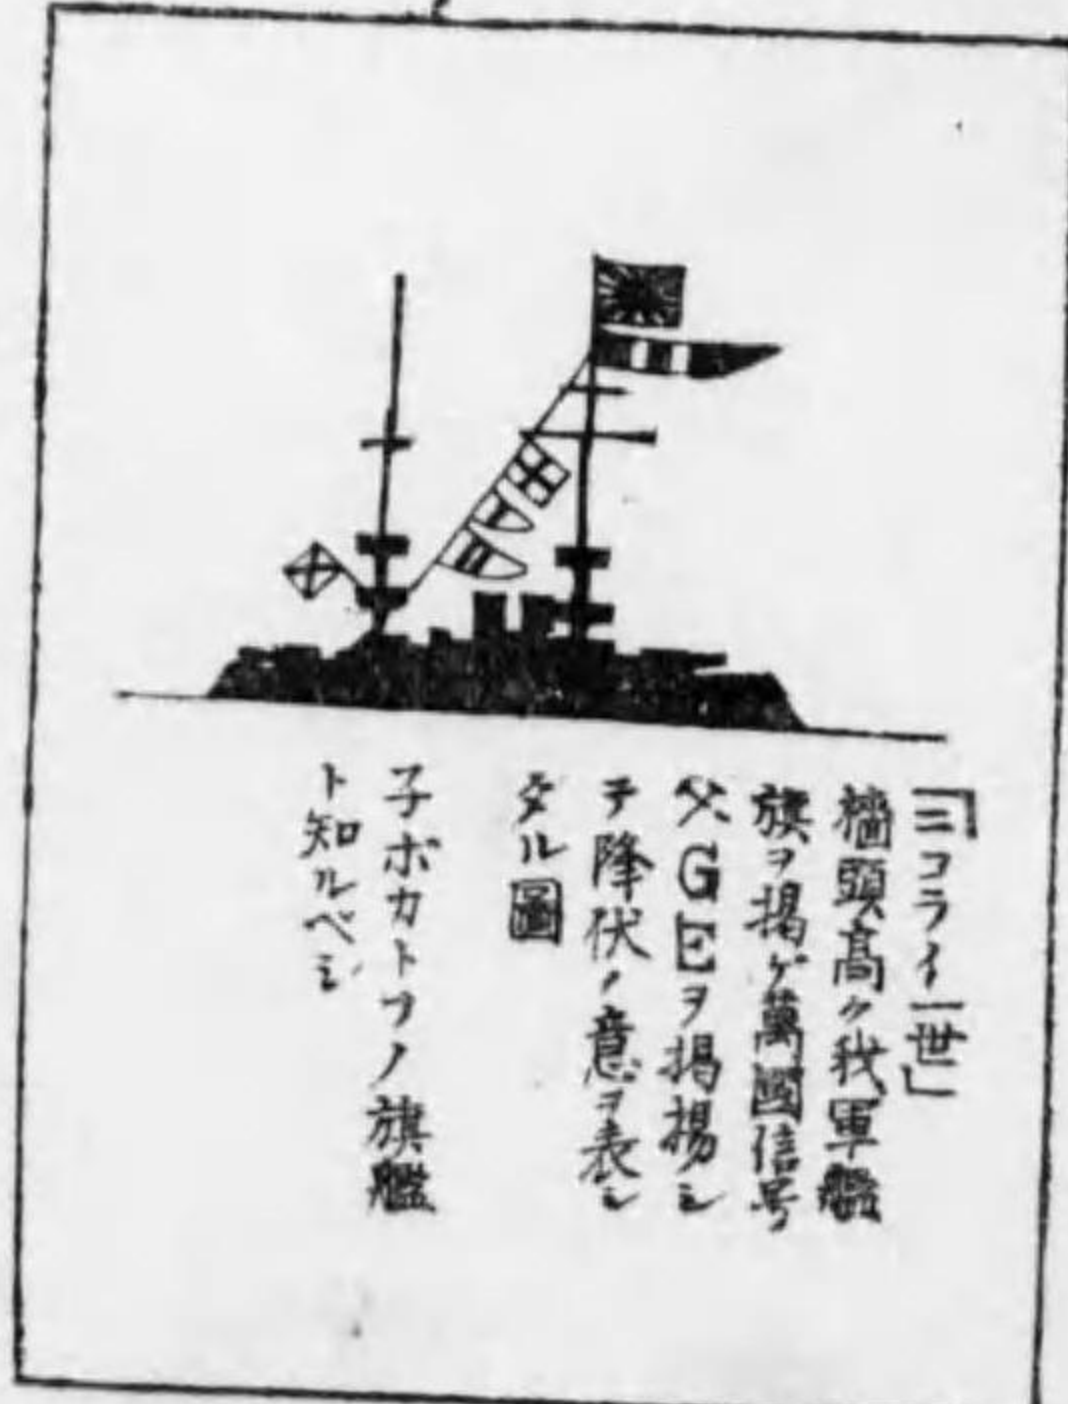 「ニコライ一世」
檣頭高ク我軍艦
旗ヲ掲ゲ萬國信号
XGEヲ掲揚シ
テ降伏ノ意ヲ表シ
タル圖
子ボカトフノ旗艦
ト知ルベシ